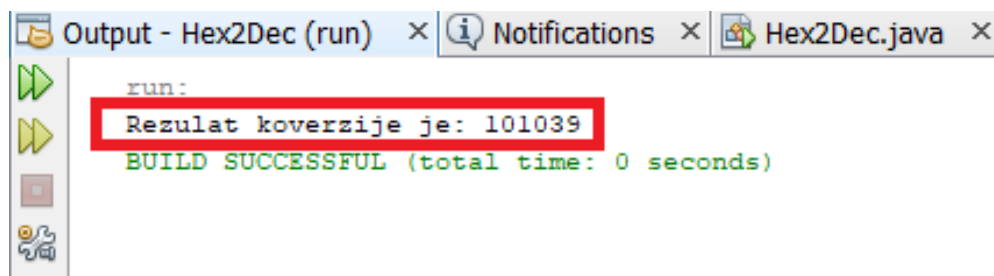 Output - Hex2Dec (run) × Notifications × Hex2Dec.java ×
run:
Rezulat koverzije je: 101039
BUILD SUCCESSFUL (total time: 0 seconds)